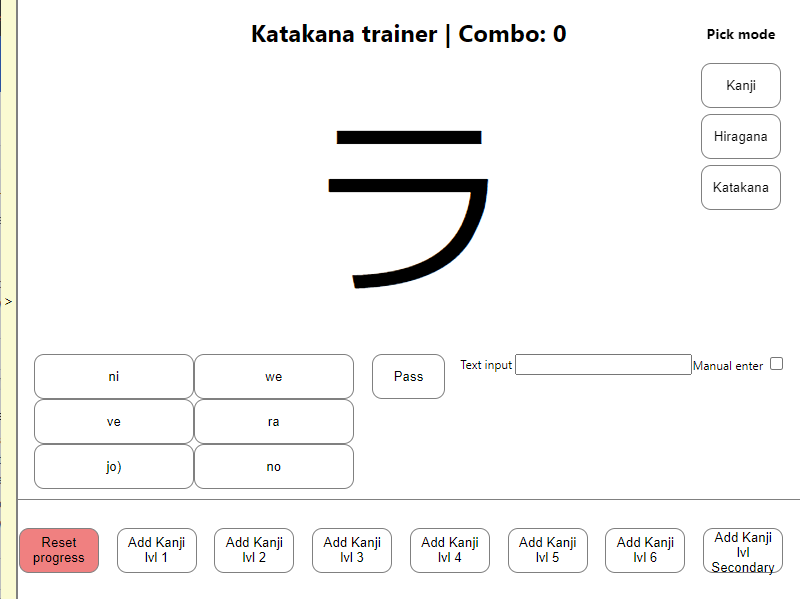 Katakana trainer | Combo: 0
Pick mode
Kanji
Hiragana
Katakana
ラ
ni
we
Pass
Text input
Manual enter
ve
ra
jo)
no
Reset
progress
Add Kanji
lvl 1
Add Kanji
lvl 2
Add Kanji
lvl 3
Add Kanji
lvl 4
Add Kanji
lvl 5
Add Kanji
lvl 6
Add Kanji
lvl
Secondary
>